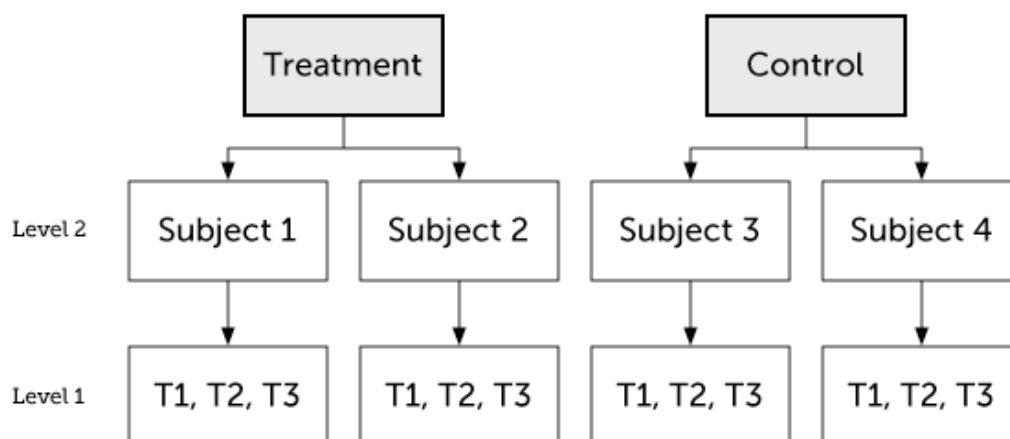 Treatment
Control
Level 2
Subject 1
Subject 2
Subject 3
Subject 4
Level 1
T1, T2, T3
T1, T2, T3
T1, T2, T3
T1, T2, T3